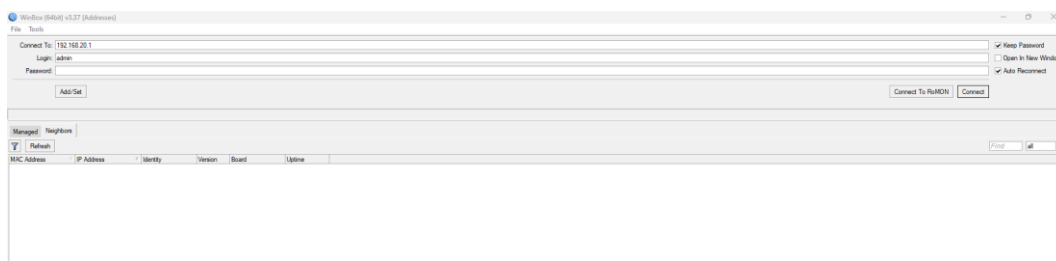 WinBox (64bit) v3.37 (Addresses)
File Tools
Connect To: 192.168.20.1
Keep Password
Login: admin
Open In New Windo
Password:
Auto Reconnect
Add/Set
Connect To RoMON
Connect
Managed Neighbors
Refresh
Find
all
MAC Address IP Address Identity Version Board Uptime